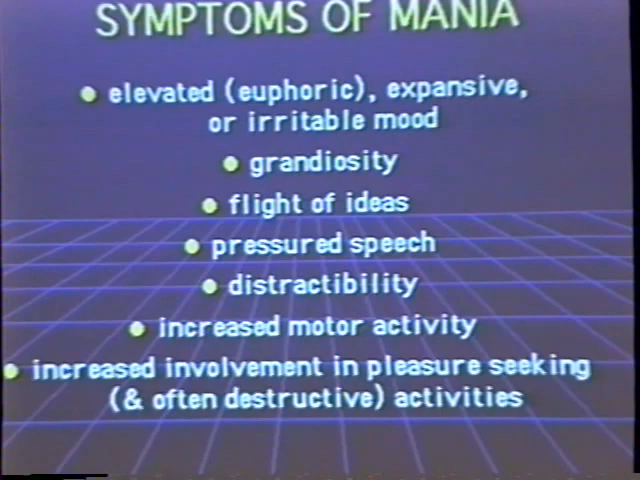 SYMPTOMS OF MANIA
• elevated (euphoric), expansive,
or irritable mood
• grandiosity
• flight of ideas
• pressured speech
• distractibility
• increased motor activity
• increased involvement in pleasure seeking
(& often destructive) activities